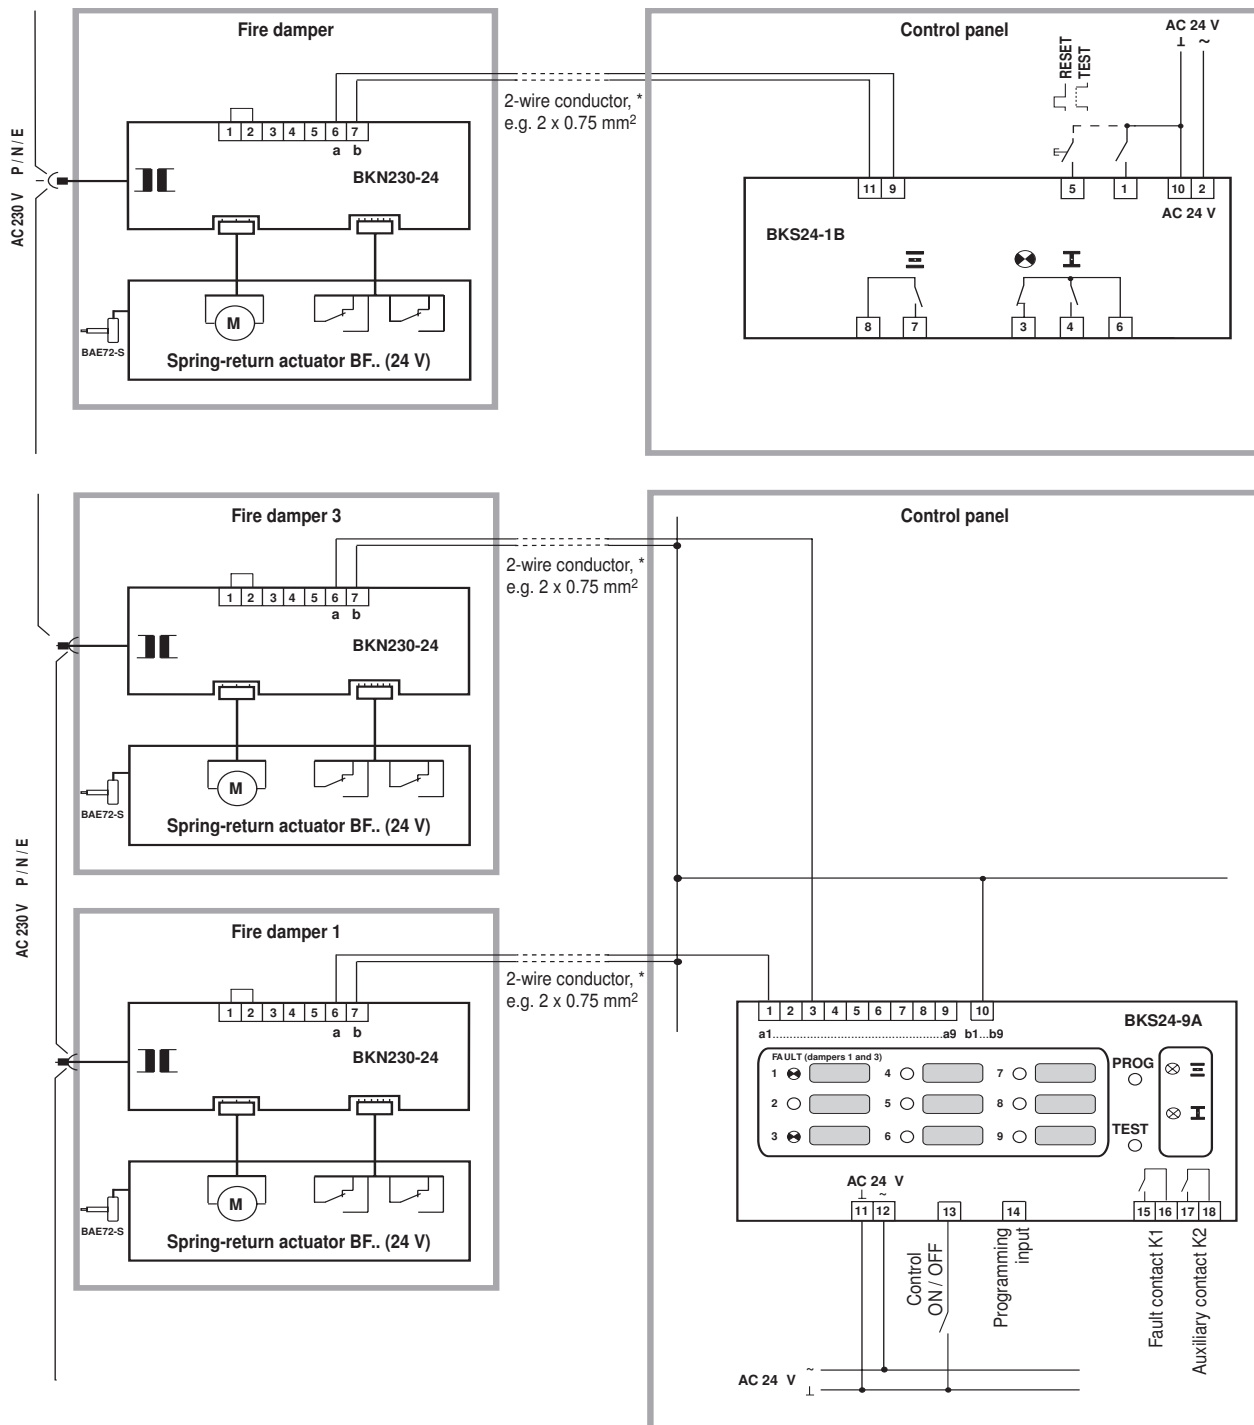 Fire damper
Control panel
AC 24 V
⊥ ~
RESET
TEST
2-wire conductor, *
e.g. 2 x 0.75 mm²
AC 230 V P / N / E
1 2 3 4 5 6 7
a b
BKN230-24
11 9
5 1 10 2
AC 24 V
BKS24-1B
8 7 3 4 6
M
BAE72-S
Spring-return actuator BF.. (24 V)
Fire damper 3
Control panel
2-wire conductor, *
e.g. 2 x 0.75 mm²
1 2 3 4 5 6 7
a b
BKN230-24
M
BAE72-S
Spring-return actuator BF.. (24 V)
AC 230 V P / N / E
Fire damper 1
2-wire conductor, *
e.g. 2 x 0.75 mm²
1 2 3 4 5 6 7
a b
BKN230-24
M
BAE72-S
Spring-return actuator BF.. (24 V)
1 2 3 4 5 6 7 8 9 10
a1..........................................a9 b1...b9
BKS24-9A
FAULT (dampers 1 and 3)
1 4 7
2 5 8
3 6 9
PROG
TEST
AC 24 V
⊥ ~
11 12 13 14 15 16 17 18
Control
ON / OFF
Programming
input
Fault contact K1
Auxiliary contact K2
AC 24 V ~
⊥